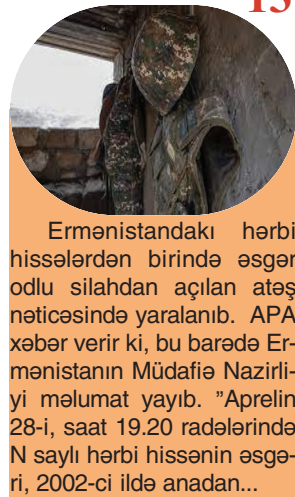 13
Ermənistandakı hərbi
hissələrdən birində əsgər
odlu silahdan açılan atəş
nəticəsində yaralanıb. APA
xəbər verir ki, bu barədə Er-
mənistanın Müdafiə Nazirli-
yi məlumat yayıb. ”Aprelin
28-i, saat 19.20 radələrində
N saylı hərbi hissənin əsgə-
ri, 2002-ci ildə anadan...